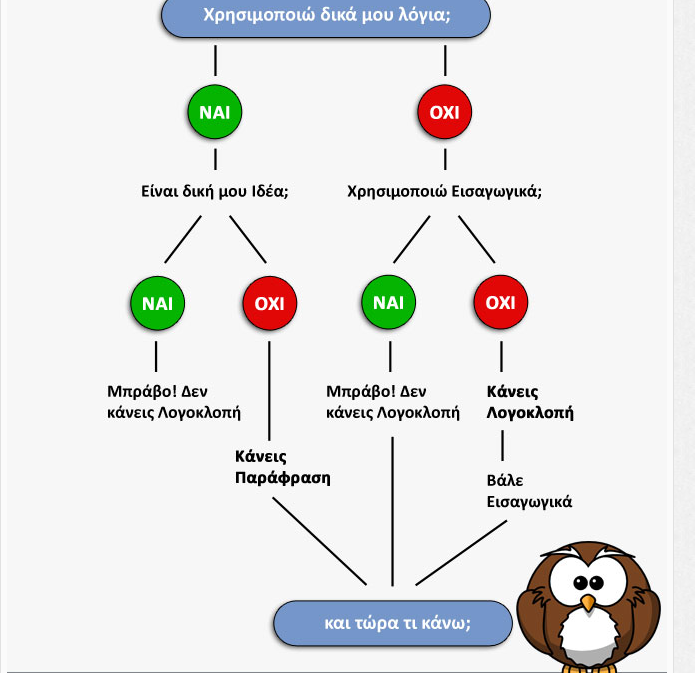 Χρησιμοποιώ δικά μου λόγια;
ΝΑΙ
ΟΧΙ
Είναι δική μου Ιδέα;
Χρησιμοποιώ Εισαγωγικά;
ΝΑΙ
ΟΧΙ
ΝΑΙ
ΟΧΙ
Μπράβο! Δεν
κάνεις Λογοκλοπή
Μπράβο! Δεν
κάνεις Λογοκλοπή
Κάνεις
Λογοκλοπή
Κάνεις
Παράφραση
Βάλε
Εισαγωγικά
και τώρα τι κάνω;